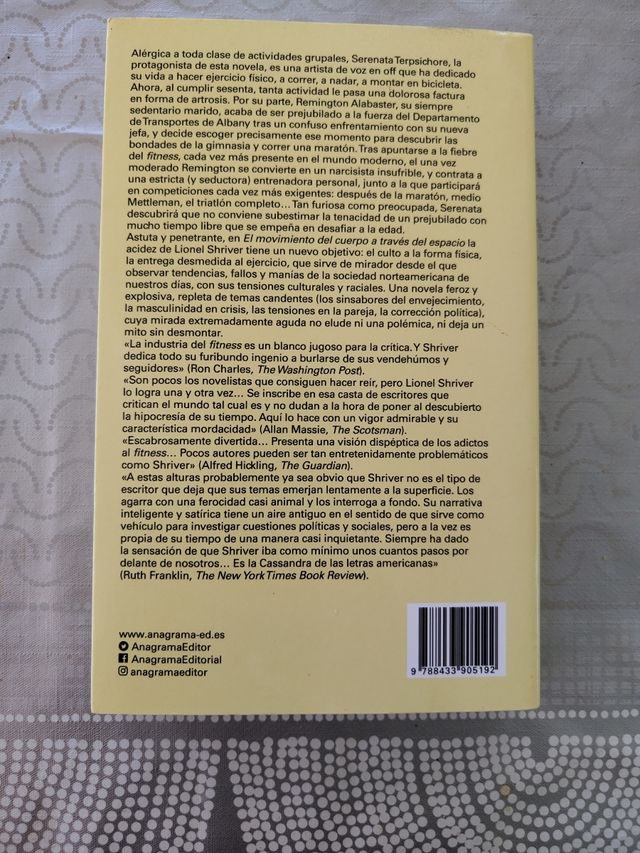 Alérgica a toda clase de actividades grupales, Serenata Terpsichore, la
protagonista de esta novela, es una artista de voz en off que ha dedicado
su vida a hacer ejercicio físico, a correr, a nadar, a montar en bicicleta.
Ahora, al cumplir sesenta, tanta actividad le pasa una dolorosa factura
en forma de artrosis. Por su parte, Remington Alabaster, su siempre
sedentario marido, acaba de ser prejubilado a la fuerza del Departamento
de Transportes de Albany tras un confuso enfrentamiento con su nueva
jefa, y decide escoger precisamente ese momento para descubrir las
bondades de la gimnasia y correr una maratón. Tras apuntarse a la fiebre
del fitness, cada vez más presente en el mundo moderno, el una vez
moderado Remington se convierte en un narcisista insufrible, y contrata a
una estricta (y seductora) entrenadora personal, junto a la que participará
en competiciones cada vez más exigentes: después de la maratón, medio
Mettleman, el triatlón completo... Tan furiosa como preocupada, Serenata
descubrirá que no conviene subestimar la tenacidad de un prejubilado con
mucho tiempo libre que se empeña en desafiar a la edad.
Astuta y penetrante, en El movimiento del cuerpo a través del espacio la
acidez de Lionel Shriver tiene un nuevo objetivo: el culto a la forma física,
la entrega desmedida al ejercicio, que sirve de mirador desde el que
observar tendencias, fallos y manías de la sociedad norteamericana de
nuestros días, con sus tensiones culturales y raciales. Una novela feroz y
explosiva, repleta de temas candentes (los sinsabores del envejecimiento,
la masculinidad en crisis, las tensiones en la pareja, la corrección política),
cuya mirada extremadamente aguda no elude ni una polémica, ni deja un
mito sin desmontar.
«La industria del fitness es un blanco jugoso para la crítica. Y Shriver
dedica todo su furibundo ingenio a burlarse de sus vendehúmos y
seguidores» (Ron Charles, The Washington Post).
«Son pocos los novelistas que consiguen hacer reír, pero Lionel Shriver
lo logra una y otra vez... Se inscribe en esa casta de escritores que
critican el mundo tal cual es y no dudan a la hora de poner al descubierto
la hipocresía de su tiempo. Aquí lo hace con un vigor admirable y su
característica mordacidad» (Allan Massie, The Scotsman).
«Escabrosamente divertida... Presenta una visión dispéptica de los adictos
al fitness... Pocos autores pueden ser tan entretenidamente problemáticos
como Shriver» (Alfred Hickling, The Guardian).
«A estas alturas probablemente ya sea obvio que Shriver no es el tipo de
escritor que deja que sus temas emerjan lentamente a la superficie. Los
agarra con una ferocidad casi animal y los interroga a fondo. Su narrativa
inteligente y satírica tiene un aire antiguo en el sentido de que sirve como
vehículo para investigar cuestiones políticas y sociales, pero a la vez es
propia de su tiempo de una manera casi inquietante. Siempre ha dado
la sensación de que Shriver iba como mínimo unos cuantos pasos por
delante de nosotros... Es la Cassandra de las letras americanas»
(Ruth Franklin, The New York Times Book Review).
www.anagrama-ed.es
AnagramaEditor
AnagramaEditorial
anagramaeditor
9 788433 905192